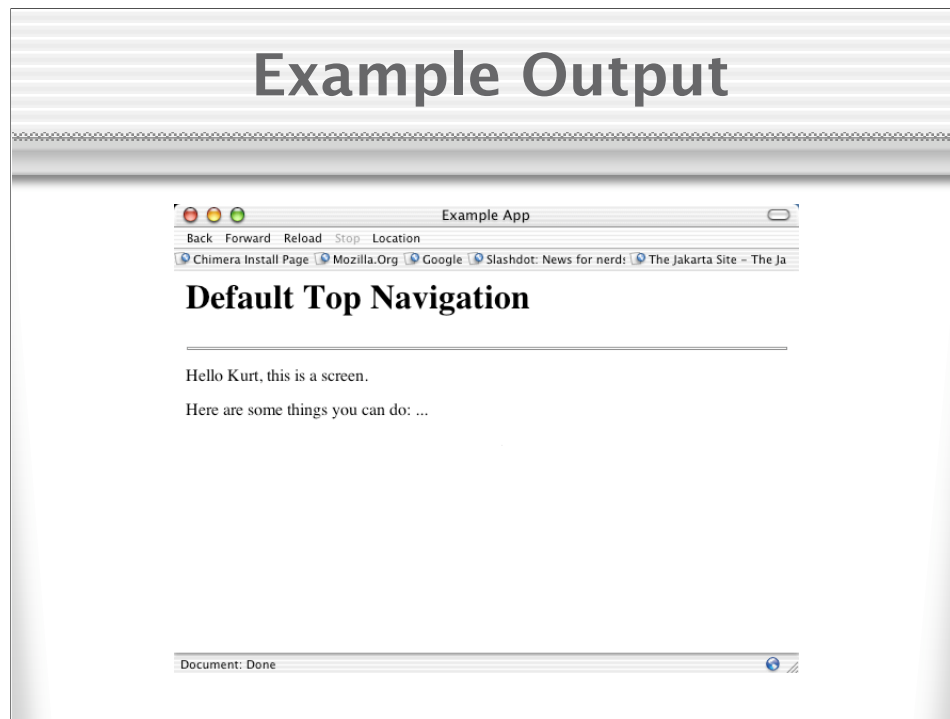 Example Output
Example App
Back Forward Reload Stop Location
Chimera Install Page Mozilla.Org Google Slashdot: News for nerds The Jakarta Site - The Ja
Default Top Navigation
Hello Kurt, this is a screen.
Here are some things you can do: ...
Document: Done